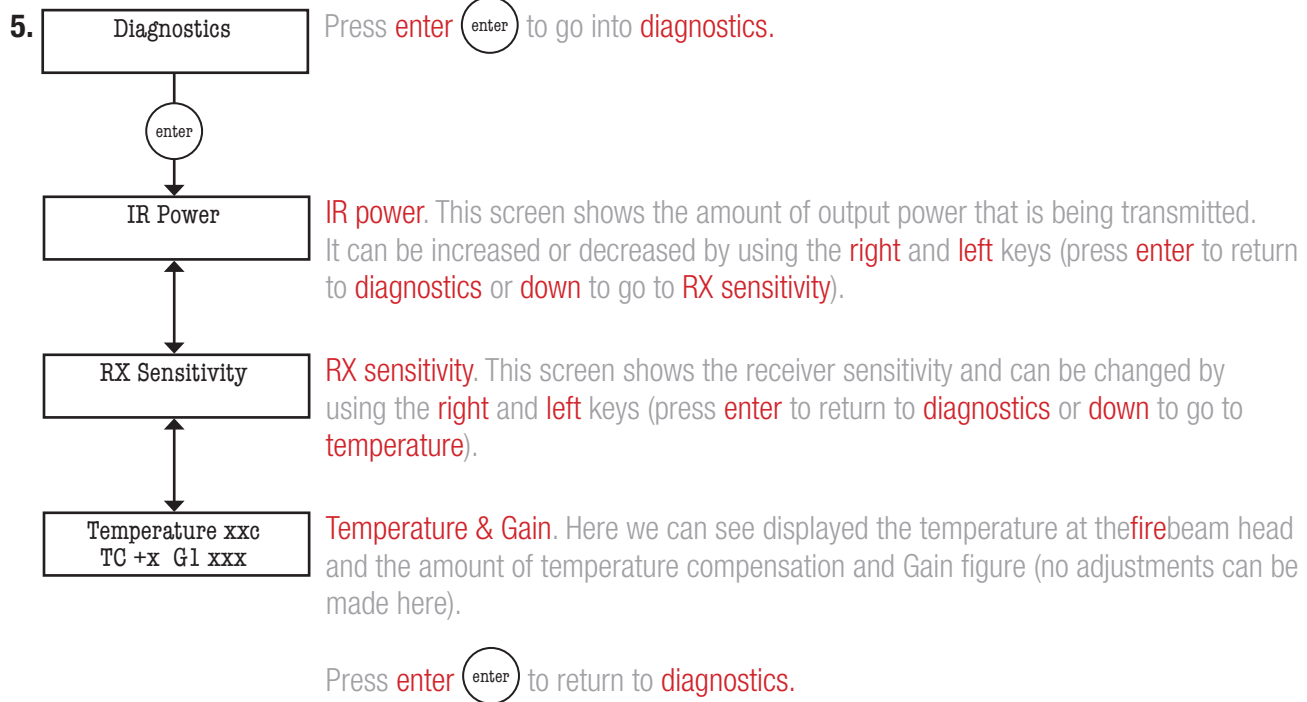 5. Diagnostics Press enter enter to go into diagnostics.
enter
IR Power
IR power. This screen shows the amount of output power that is being transmitted.
It can be increased or decreased by using the right and left keys (press enter to return
to diagnostics or down to go to RX sensitivity).
RX Sensitivity
RX sensitivity. This screen shows the receiver sensitivity and can be changed by
using the right and left keys (press enter to return to diagnostics or down to go to
temperature).
Temperature xxc
TC +x G1 xxx
Temperature & Gain. Here we can see displayed the temperature at thefirebeam head
and the amount of temperature compensation and Gain figure (no adjustments can be
made here).
Press enter enter to return to diagnostics.